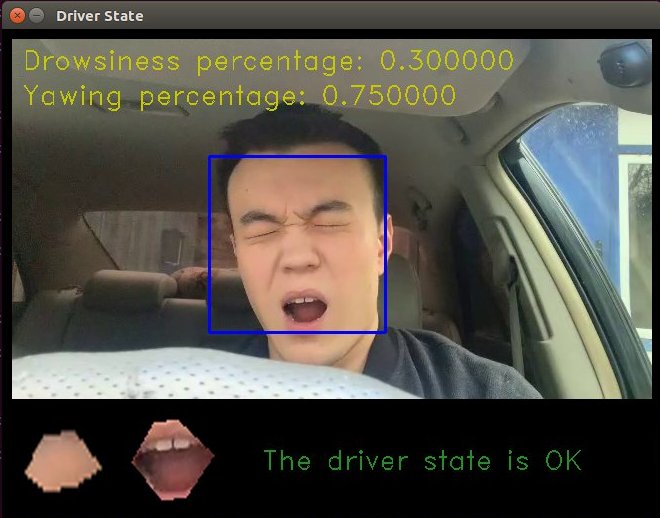 Driver State
Drowsiness percentage: 0.300000
Yawing percentage: 0.750000
The driver state is OK